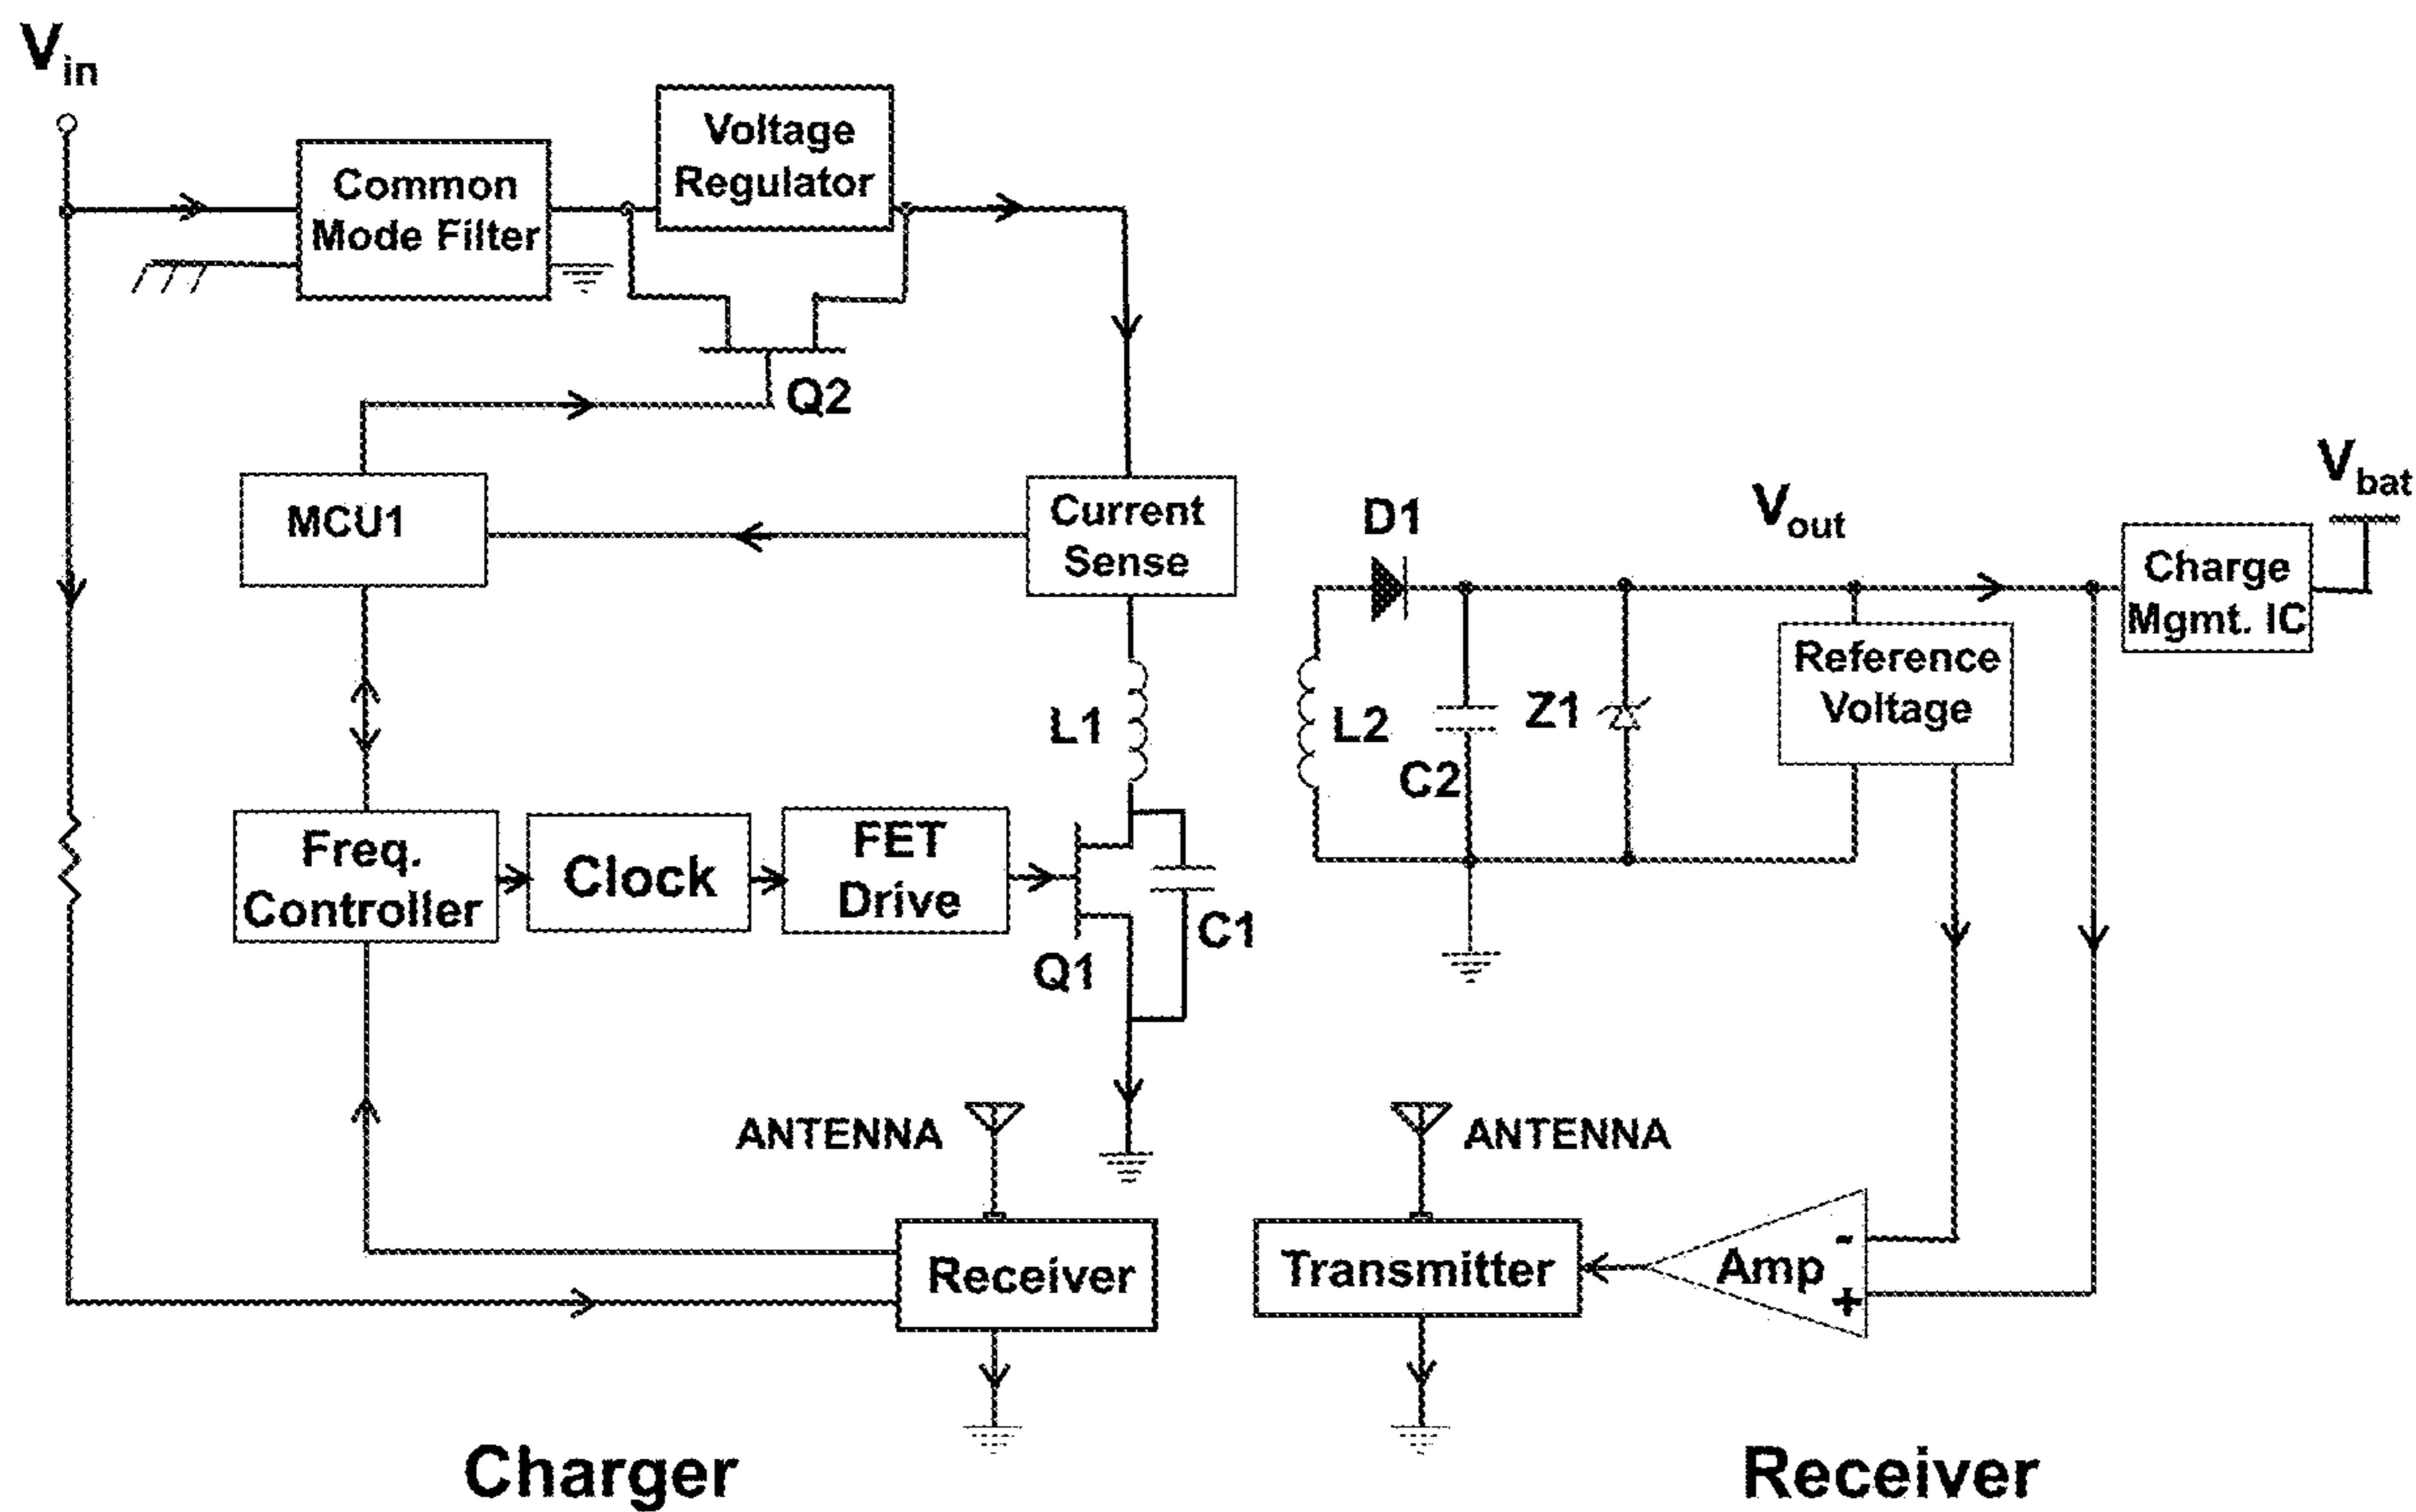 Vin
Voltage
Regulator
Common
Mode Filter
Q2
MCU1
Current
Sense
D1
Vout
Vbat
Charge
Mgmt. IC
Reference
Voltage
L1
L2
C2
Z1
Freq.
Controller
Clock
FET
Drive
Q1
C1
ANTENNA
ANTENNA
Receiver
Transmitter
Amp
-
+
Charger
Receiver